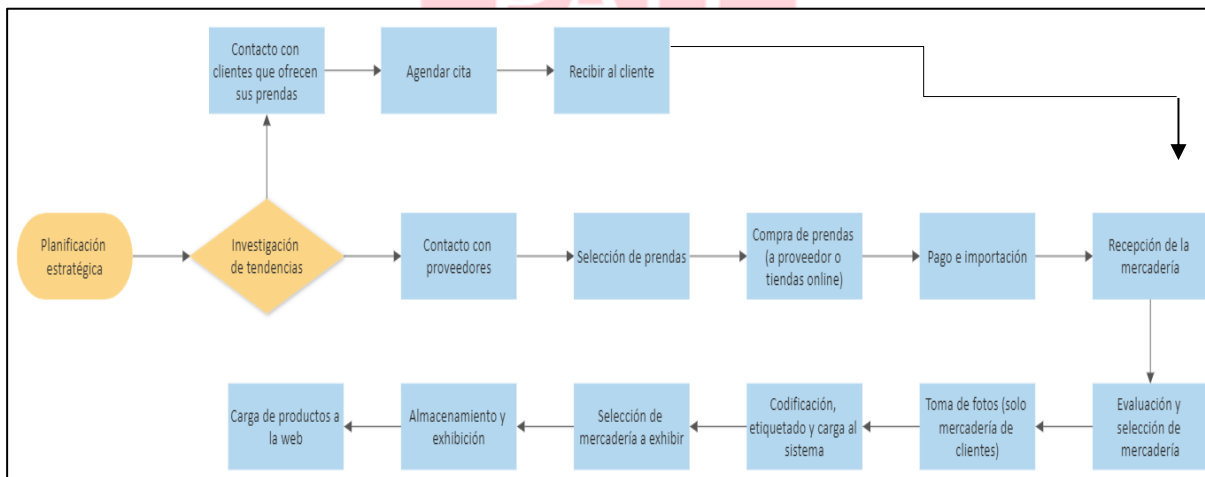 Contacto con
clientes que ofrecen
sus prendas
Agendar cita
Recibir al cliente
Planificación
estratégica
Investigación
de tendencias
Contacto con
proveedores
Selección de prendas
Compra de prendas
(a proveedor o
tiendas online)
Pago e importación
Recepción de la
mercadería
Evaluación y
selección de
mercadería
Toma de fotos (solo
mercadería de
clientes)
Codificación,
etiquetado y carga al
sistema
Selección de
mercadería a exhibir
Almacenamiento y
exhibición
Carga de productos a
la web